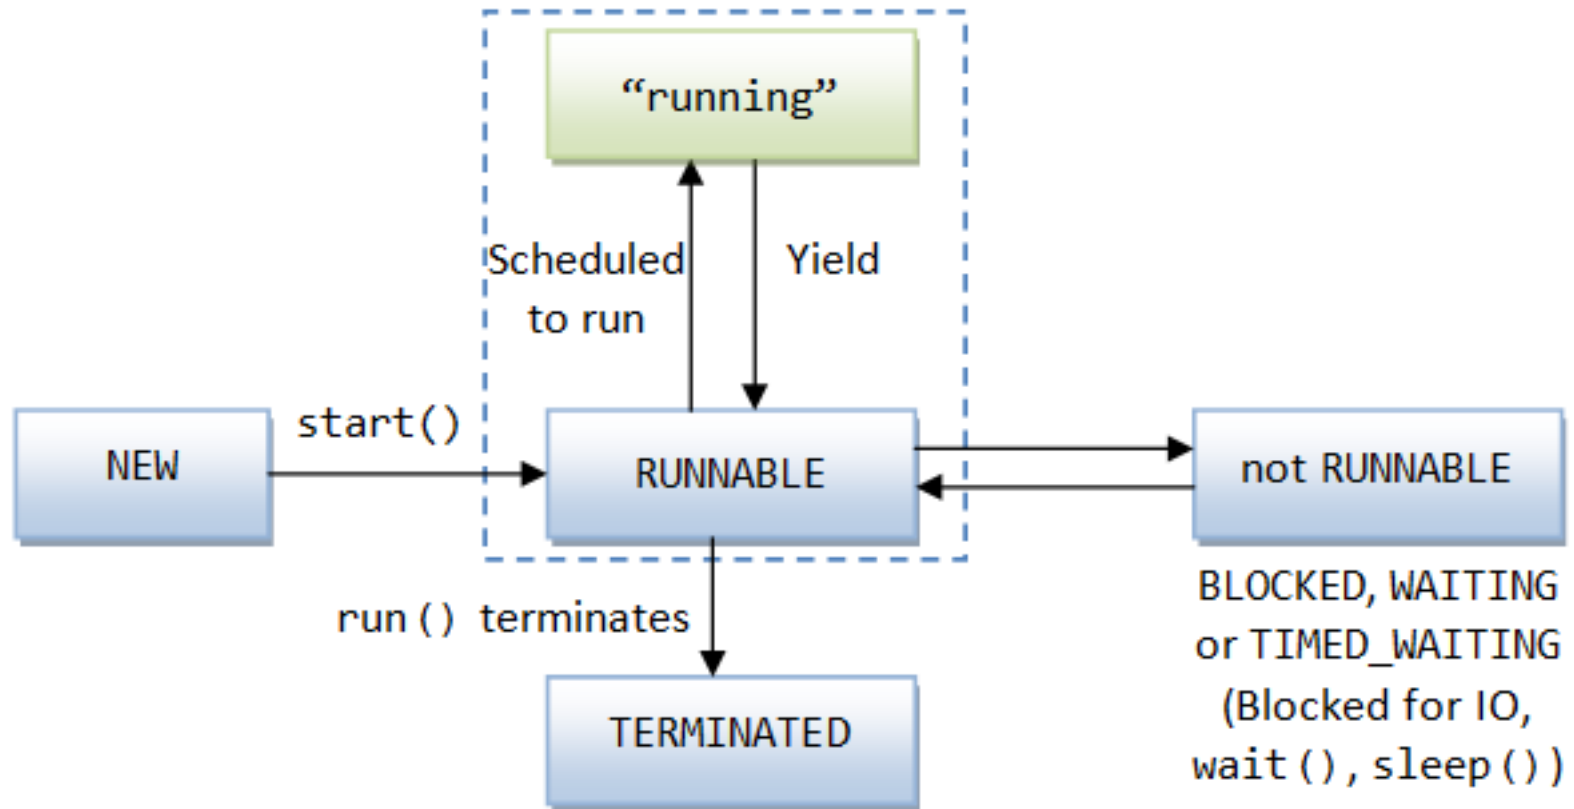 “running”
Scheduled
to run
Yield
NEW
start()
RUNNABLE
not RUNNABLE
run() terminates
TERMINATED
BLOCKED, WAITING
or TIMED_WAITING
(Blocked for IO,
wait(), sleep())